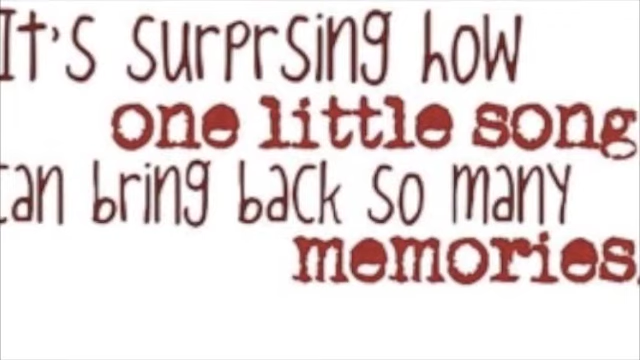 It's surprsing how
one little song
can bring back so many
memories.